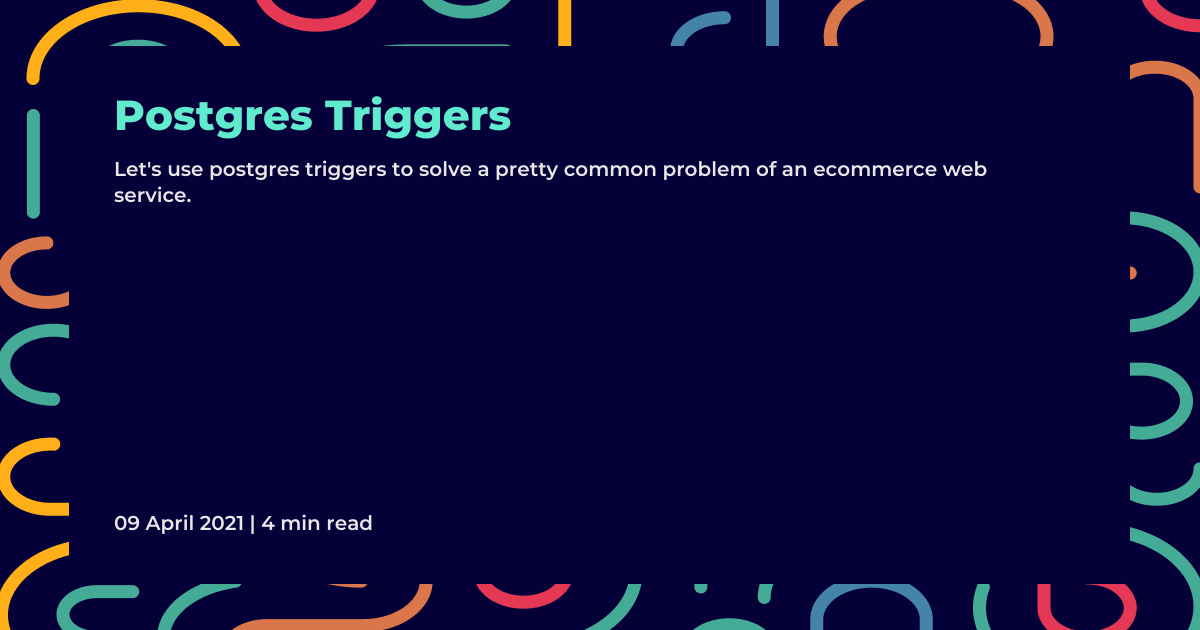 Postgres Triggers
Let's use postgres triggers to solve a pretty common problem of an ecommerce web
service.
09 April 2021 | 4 min read